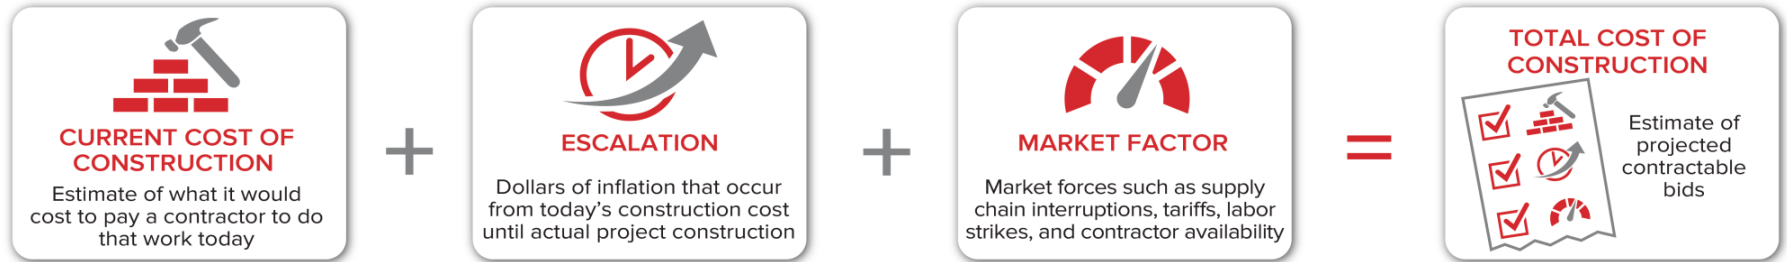 CURRENT COST OF
CONSTRUCTION
Estimate of what it would
cost to pay a contractor to do
that work today
+
ESCALATION
Dollars of inflation that occur
from today’s construction cost
until actual project construction
+
MARKET FACTOR
Market forces such as supply
chain interruptions, tariffs, labor
strikes, and contractor availability
=
TOTAL COST OF
CONSTRUCTION
Estimate of
projected
contractable
bids